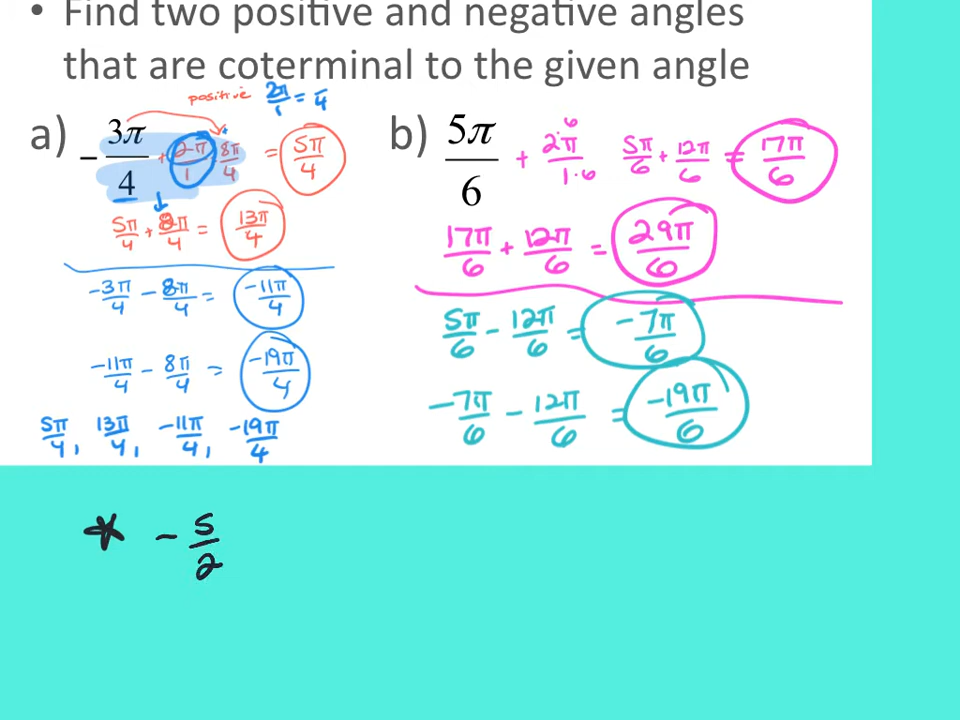 • Find two positive and negative angles
that are coterminal to the given angle
positive 2π/1 = π/4
a) - 3π/4 + 2π/1 8π/4 = 5π/4
5π/4 + 8π/4 = 13π/4
-3π/4 - 8π/4 = -11π/4
-11π/4 - 8π/4 = -19π/4
5π/4, 13π/4, -11π/4, -19π/4
b) 5π/6 + 2π·6/1·6 5π/6 + 12π/6 = 17π/6
17π/6 + 12π/6 = 29π/6
5π/6 - 12π/6 = -7π/6
-7π/6 - 12π/6 = -19π/6
* - 5/2